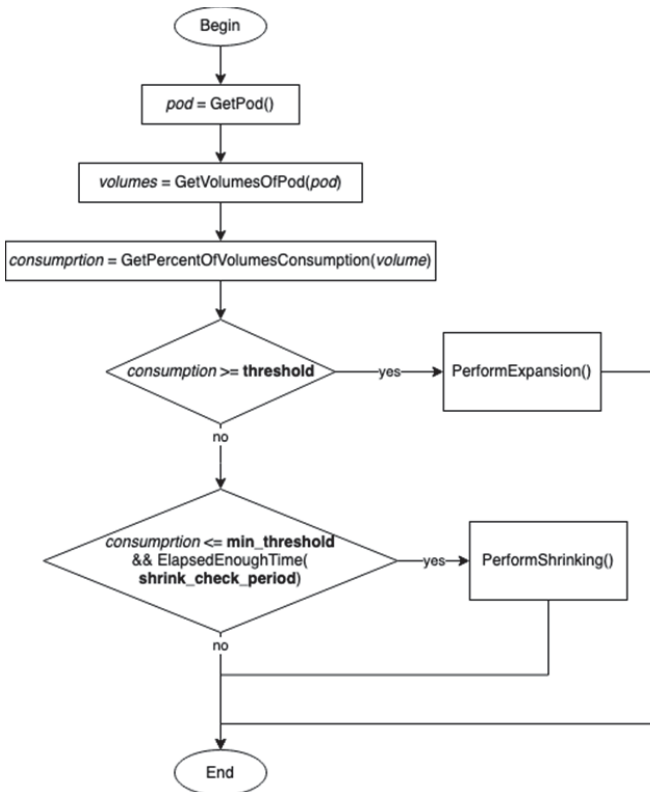 Begin
pod = GetPod()
volumes = GetVolumesOfPod(pod)
consumprtion = GetPercentOfVolumesConsumption(volume)
consumption >= threshold
yes
PerformExpansion()
no
consumprtion <= min_threshold
&& ElapsedEnoughTime(
shrink_check_period)
yes
PerformShrinking()
no
End